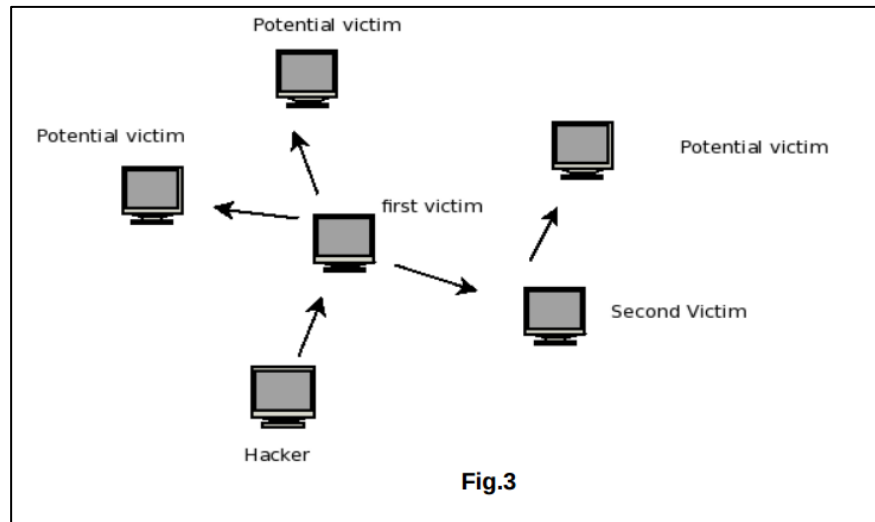 Potential victim
Potential victim
Potential victim
first victim
Second Victim
Hacker
Fig.3